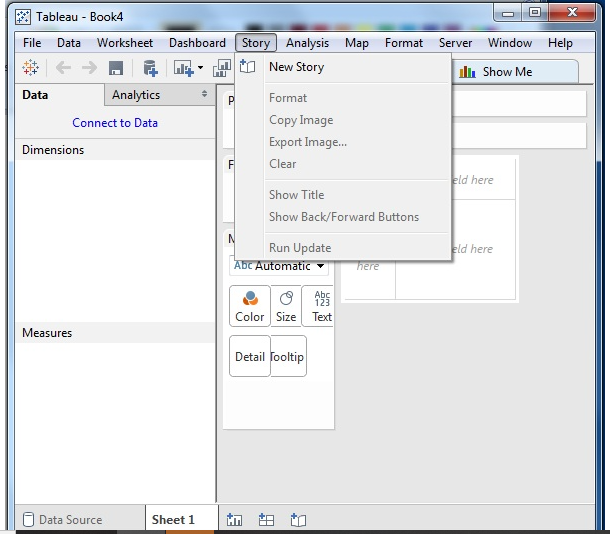 Tableau - Book4
File Data Worksheet Dashboard Story Analysis Map Format Server Window Help
New Story
Show Me
Data Analytics
Format
Connect to Data
Copy Image
Dimensions
Export Image...
Clear
Show Title
Show Back/Forward Buttons
Run Update
eld here
eld here
here
Abc Automatic
Color Size Abc 123 Text
Detail Tooltip
Measures
Data Source Sheet 1